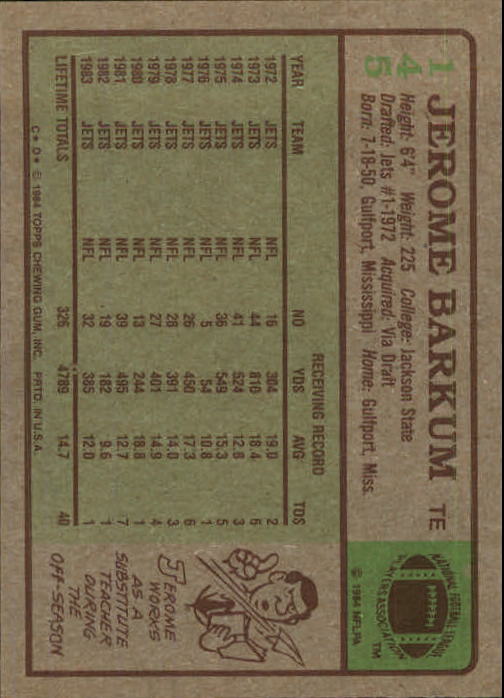 145
JEROME BARKUM TE
Height: 6'4" Weight: 225 College: Jackson State
Drafted: Jets #1-1972 Acquired: Via Draft
Born: 7-18-50, Gulfport, Mississippi Home: Gulfport, Miss.
NATIONAL FOOTBALL LEAGUE
PLAYERS ASSOCIATION
TM
© 1984 NFLPA
RECEIVING RECORD
YEAR TEAM NO YDS AVG TDS
1972 JETS NFL 16 304 19.0 2
1973 JETS NFL 44 810 18.4 6
1974 JETS NFL 41 524 12.8 3
1975 JETS NFL 36 549 15.3 5
1976 JETS NFL 5 54 10.8 1
1977 JETS NFL 26 450 17.3 6
1978 JETS NFL 28 391 14.0 3
1979 JETS NFL 27 401 14.9 4
1980 JETS NFL 13 244 18.8 1
1981 JETS NFL 39 495 12.7 7
1982 JETS NFL 19 182 9.6 1
1983 JETS NFL 32 385 12.0 1
LIFETIME TOTALS 326 4789 14.7 40
JEROME
WORKS
AS A
SUBSTITUTE
TEACHER
DURING
THE
OFF-SEASON
C* D* © 1984 TOPPS CHEWING GUM, INC. PRTD. IN U.S.A.